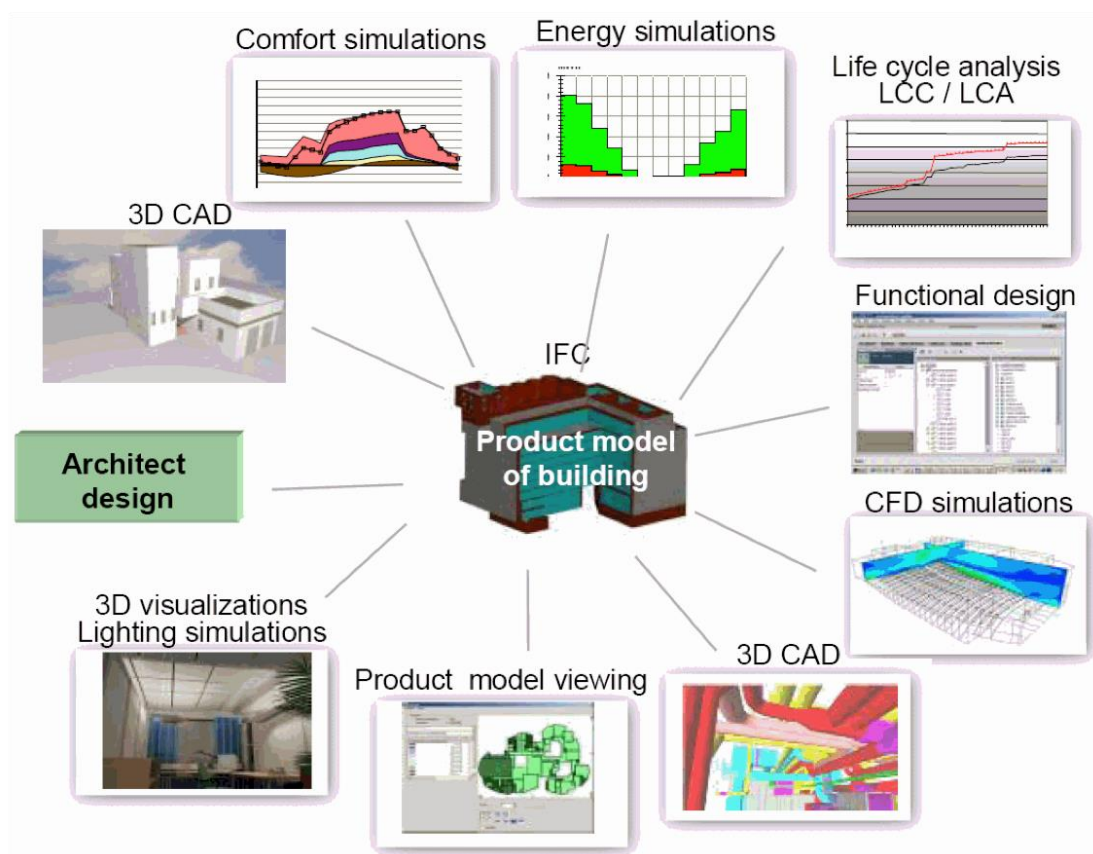 Comfort simulations
Energy simulations
Life cycle analysis
LCC / LCA
3D CAD
Functional design
IFC
Product model
of building
Architect
design
CFD simulations
3D visualizations
Lighting simulations
Product model viewing
3D CAD